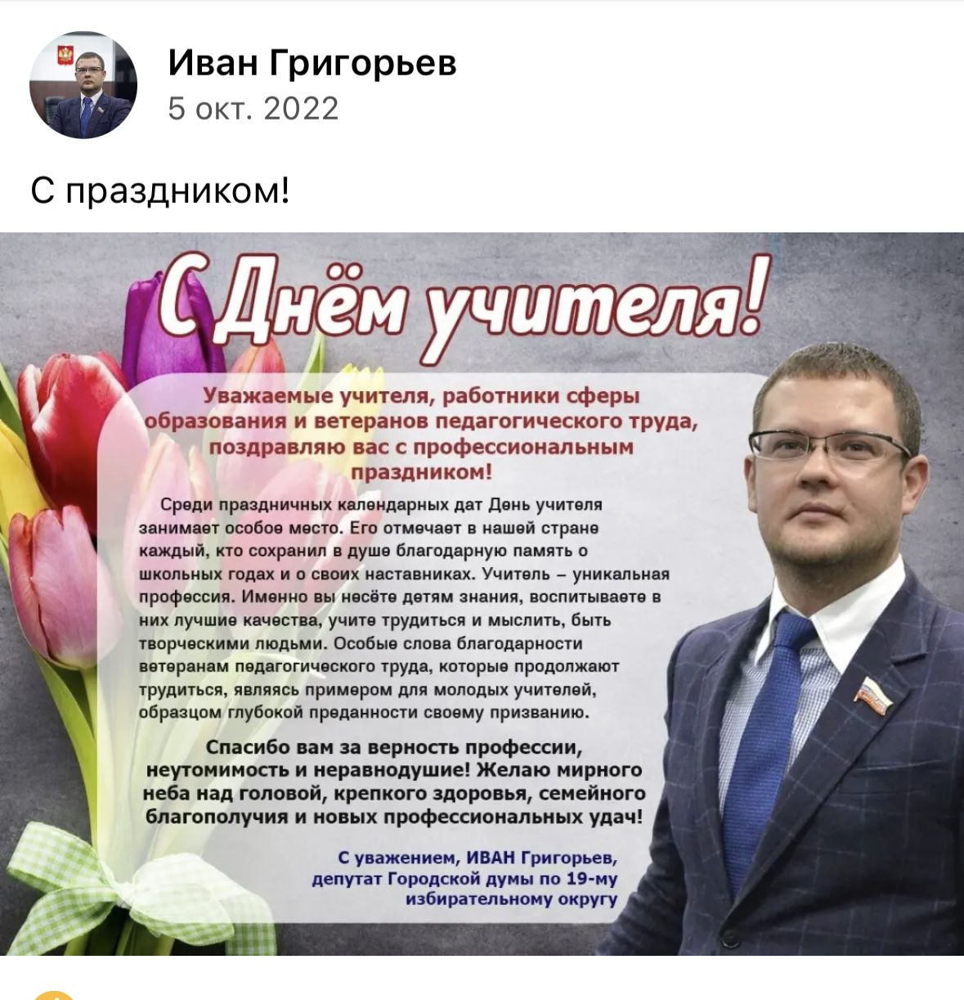 Иван Григорьев
5 окт. 2022
С праздником!
С Днём учителя!
Уважаемые учителя, работники сферы
образования и ветеранов педагогического труда,
поздравляю вас с профессиональным
праздником!
Среди праздничных календарных дат День учителя
занимает особое место. Его отмечает в нашей стране
каждый, кто сохранил в душе благодарную память о
школьных годах и о своих наставниках. Учитель – уникальная
профессия. Именно вы несёте детям знания, воспитываете в
них лучшие качества, учите трудиться и мыслить, быть
творческими людьми. Особые слова благодарности
ветеранам педагогического труда, которые продолжают
трудиться, являясь примером для молодых учителей,
образцом глубокой преданности своему призванию.
Спасибо вам за верность профессии,
неутомимость и неравнодушие! Желаю мирного
неба над головой, крепкого здоровья, семейного
благополучия и новых профессиональных удач!
С уважением, ИВАН Григорьев,
депутат Городской думы по 19-му
избирательному округу